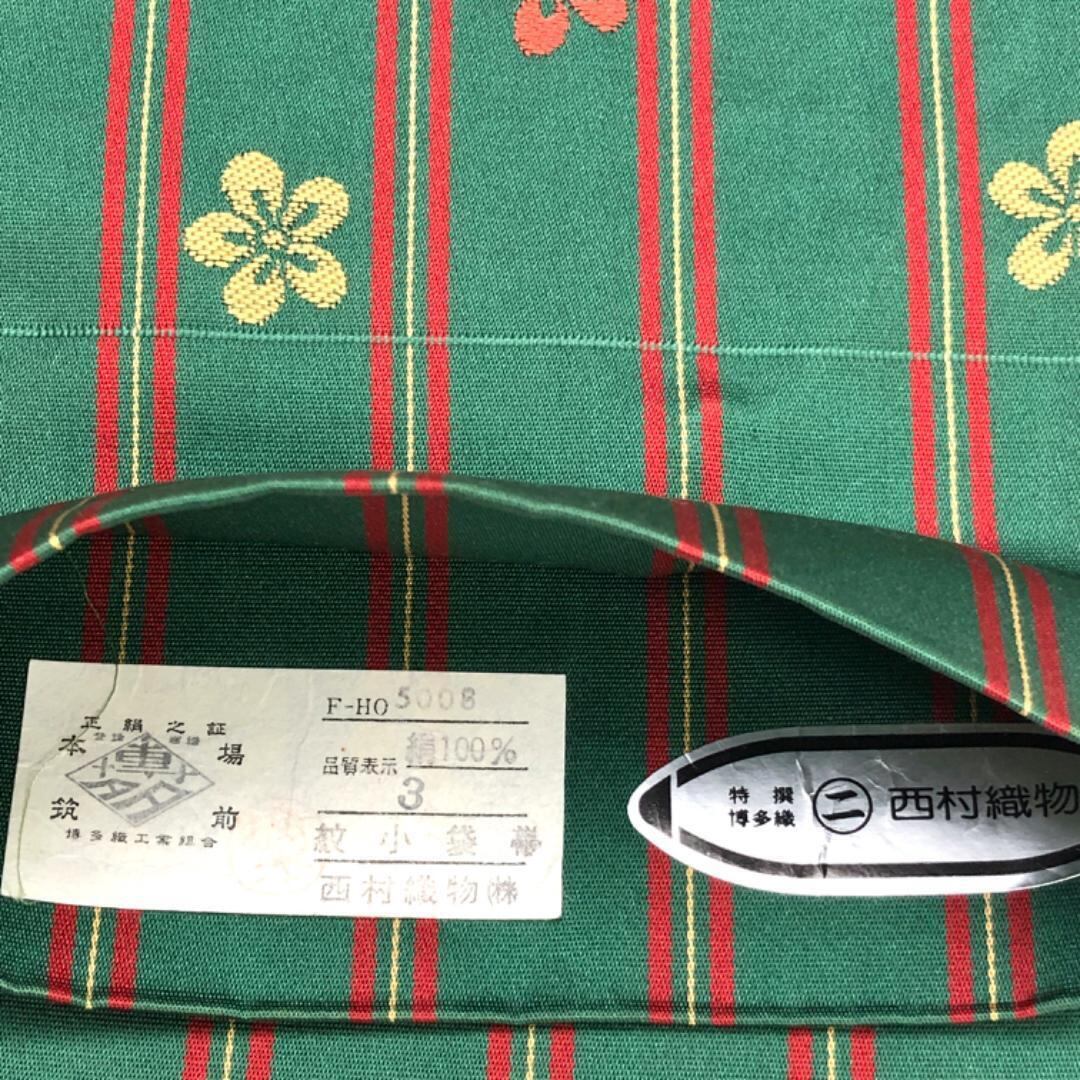 正絹之証
本場
筑前
博多織工業組合
F-HO 5008
品質表示 絹100%
3
紋小袋帯
西村織物㈱
特撰
博多織
㊁ 西村織物